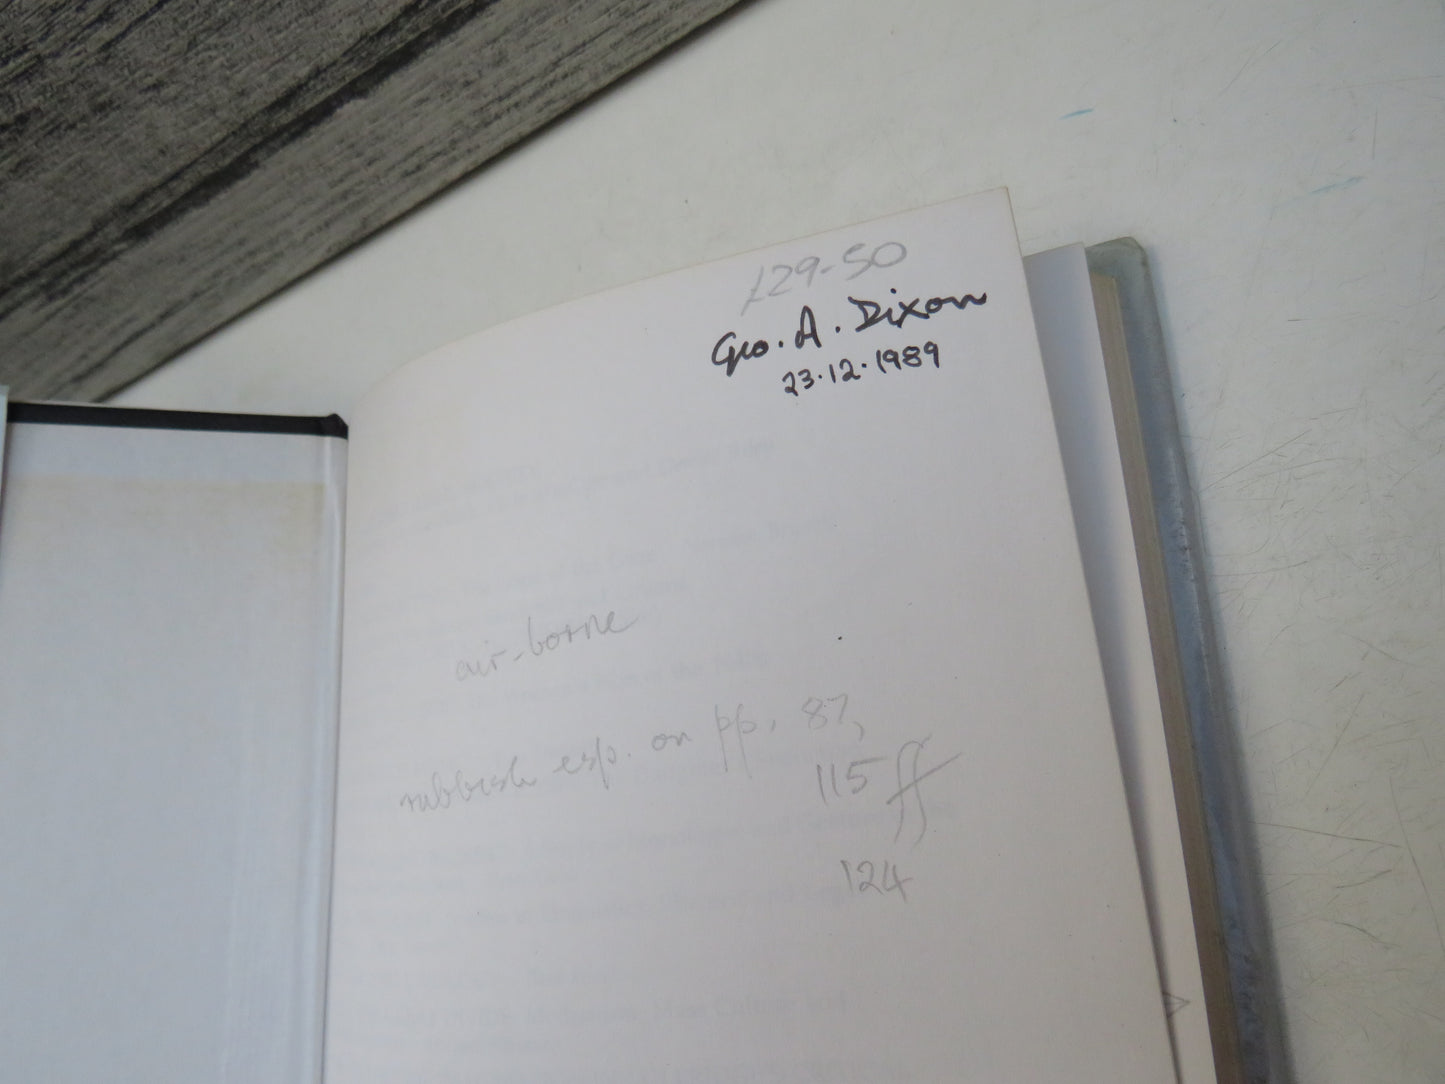 £29-50
Geo. A. Dixon
23.12.1989
air-borne
rubbish esp. on pp. 87,
115 ff
124